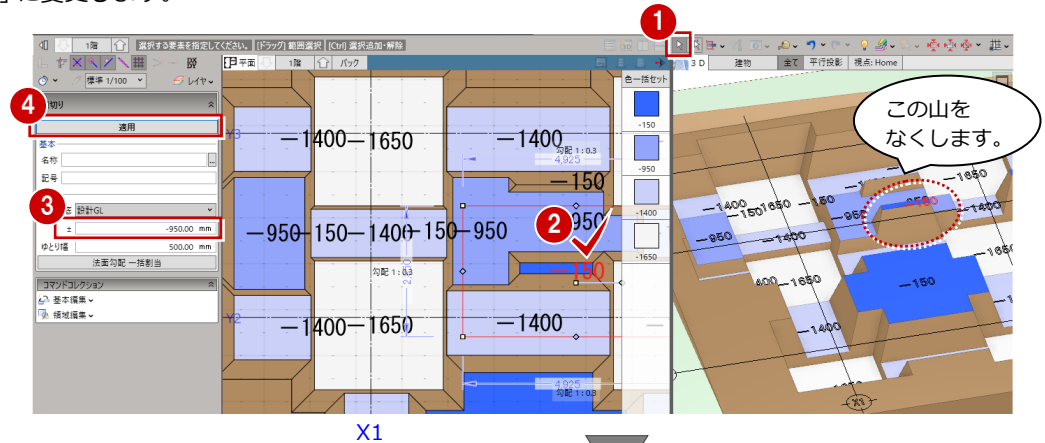 に変更します。
1
1階
選択する要素を指定してください。 [ドラッグ] 範囲選択 | [Ctrl] 選択追加・解除
標準 1/100
レイヤ
平面
1階
バック
3 D
建物
全て
平行投影
視点: Home
4
切り
適用
基本
名称
...
記号
3
設計GL
±
-950.00 mm
ゆとり幅
500.00 mm
法面勾配 一括割当
コマンドコレクション
基本編集
領域編集
色一括セット
-150
-950
-1400
-1650
Y3
-1400
-1650
-1400
勾配 1:0.3
4,925
-150
-950
-150
-1400
-150
-950
2
950
勾配 1:0.3
-150
Y2
-1400
-1650
-1400
4,925
勾配 1:0.3
X1
この山を
なくします。
-1650
-1400
-150
1650
-150
-950
-1400
-950
-1400
-1650
400
-1650
-150
-1400
X1